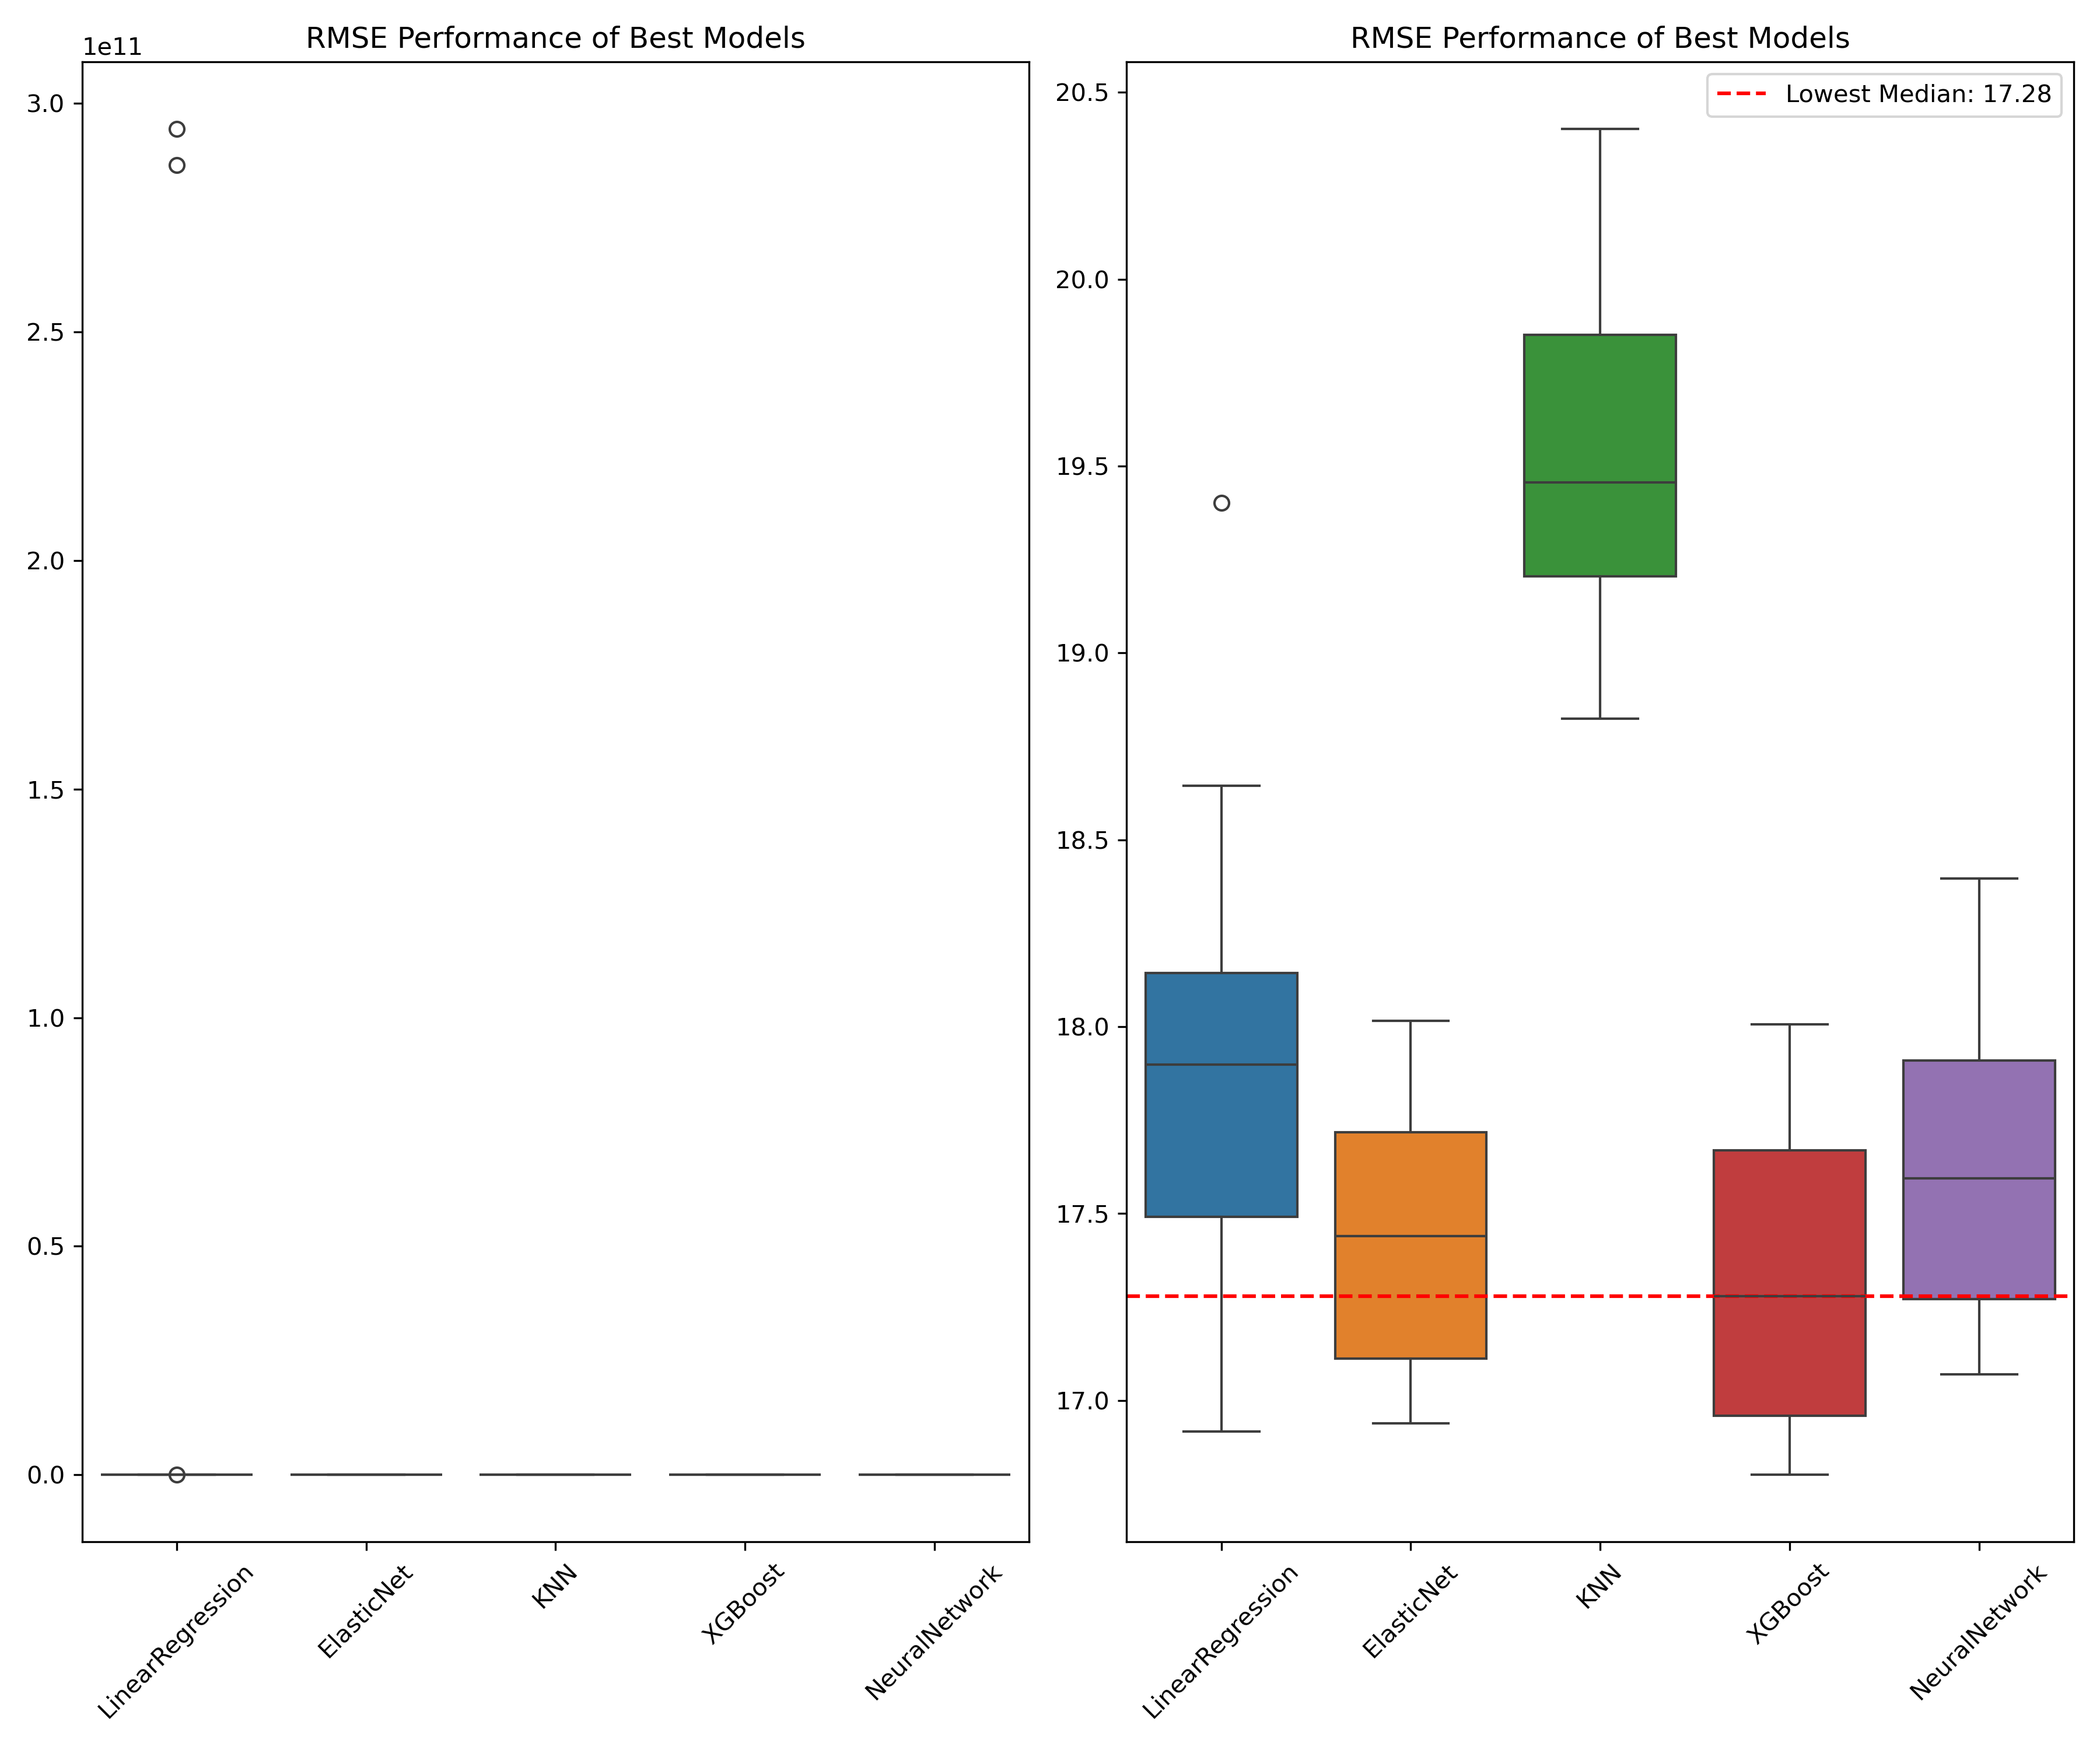 RMSE Performance of Best Models
1e11
3.0
2.5
2.0
1.5
1.0
0.5
0.0
LinearRegression
ElasticNet
KNN
XGBoost
NeuralNetwork
RMSE Performance of Best Models
Lowest Median: 17.28
20.5
20.0
19.5
19.0
18.5
18.0
17.5
17.0
LinearRegression
ElasticNet
KNN
XGBoost
NeuralNetwork